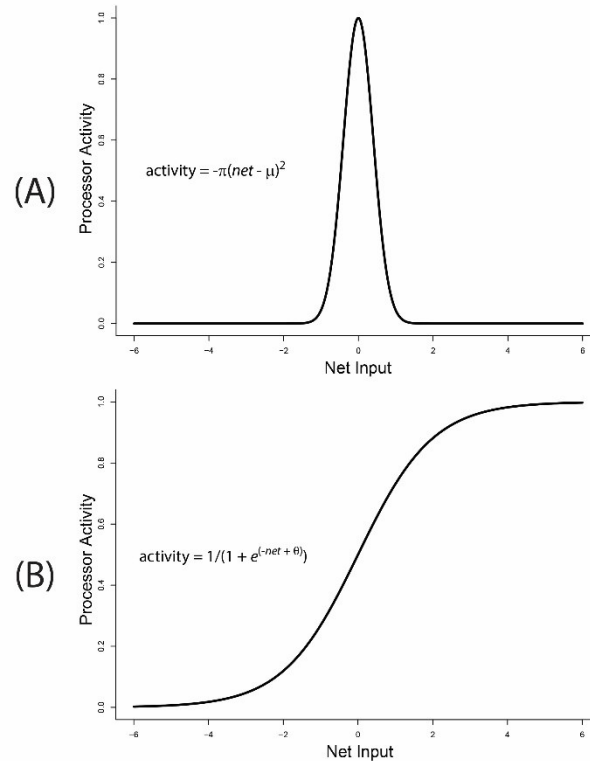 (A)
Processor Activity
1.0
0.8
0.6
0.4
0.2
0.0
activity = -π(net - μ)²
-6 -4 -2 0 2 4 6
Net Input
(B)
Processor Activity
1.0
0.8
0.6
0.4
0.2
0.0
activity = 1/(1 + e^(-net + θ))
-6 -4 -2 0 2 4 6
Net Input